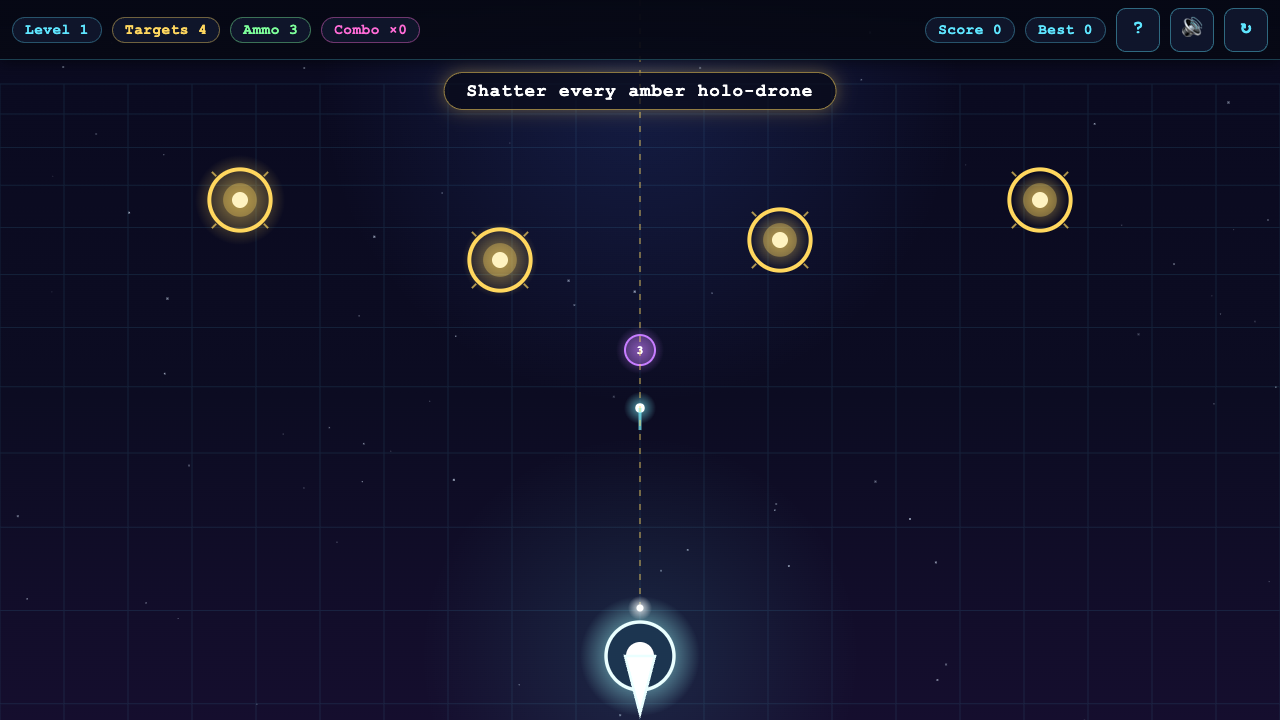 Level 1 Targets 4 Ammo 3 Combo ×0 Score 0 Best 0 ? ↻
Shatter every amber holo-drone
3